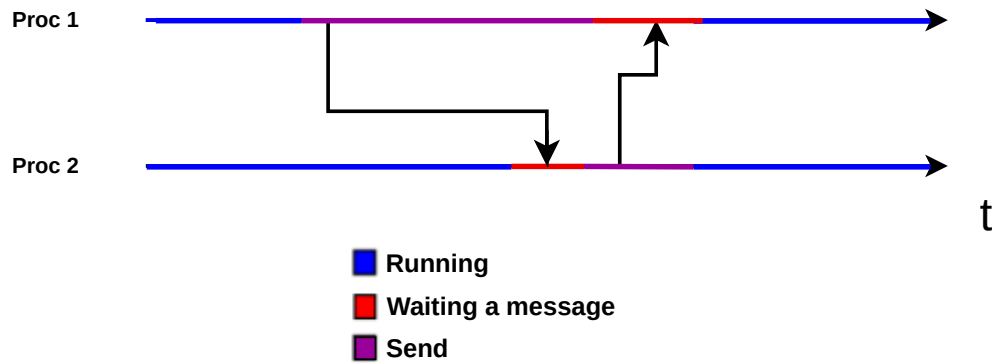 Proc 1
Proc 2
t
Running
Waiting a message
Send